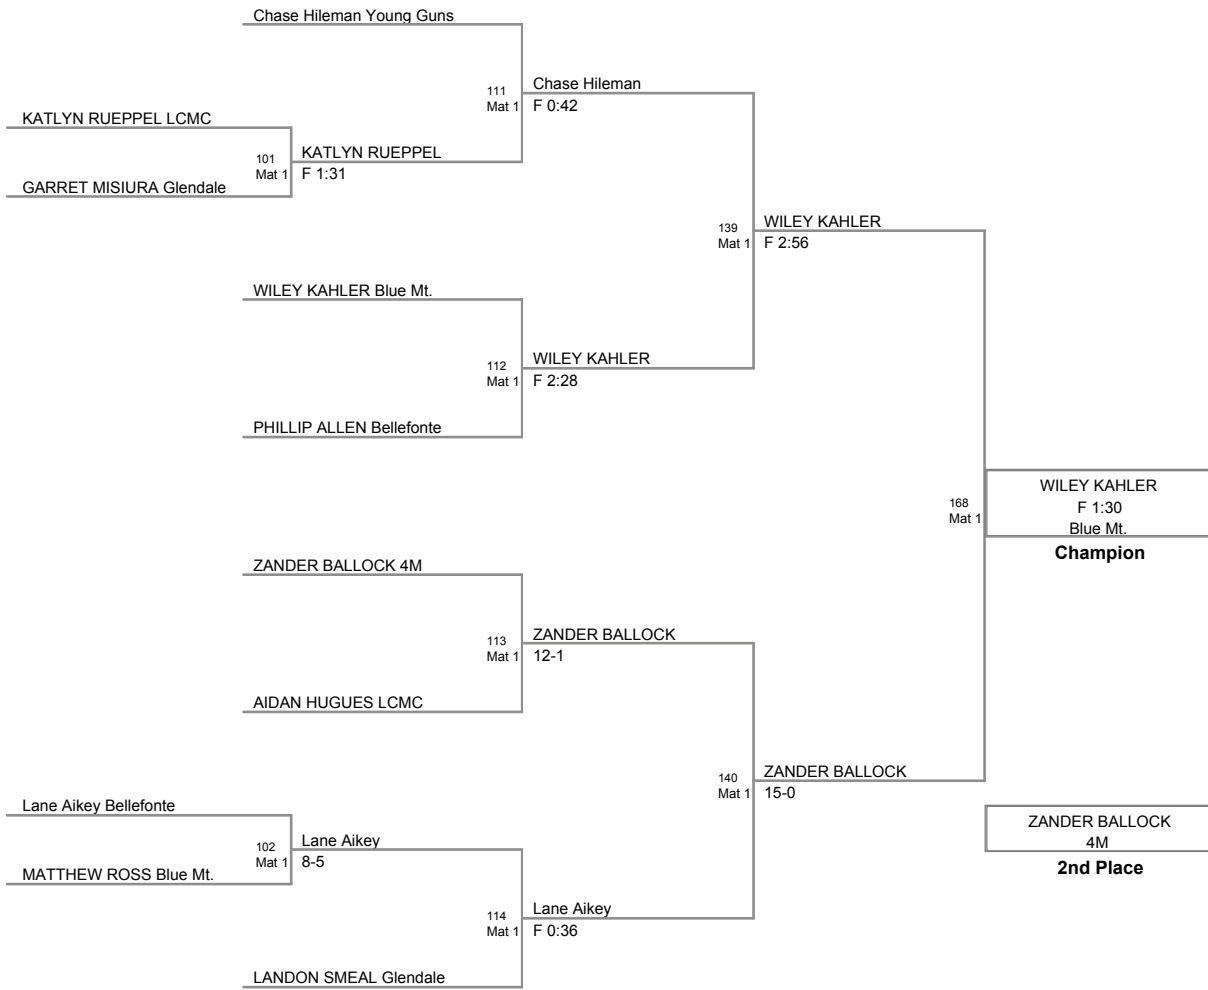 Chase Hileman Young Guns
111
Mat 1
Chase Hileman
F 0:42
KATLYN RUEPPEL LCMC
101
Mat 1
KATLYN RUEPPEL
F 1:31
GARRET MISIURA Glendale
139
Mat 1
WILEY KAHLER
F 2:56
WILEY KAHLER Blue Mt.
112
Mat 1
WILEY KAHLER
F 2:28
PHILLIP ALLEN Bellefonte
168
Mat 1
WILEY KAHLER
F 1:30
Blue Mt.
Champion
ZANDER BALLOCK 4M
113
Mat 1
ZANDER BALLOCK
12-1
AIDAN HUGUES LCMC
140
Mat 1
ZANDER BALLOCK
15-0
Lane Aikey Bellefonte
102
Mat 1
Lane Aikey
8-5
MATTHEW ROSS Blue Mt.
ZANDER BALLOCK
4M
2nd Place
114
Mat 1
Lane Aikey
F 0:36
LANDON SMEAL Glendale